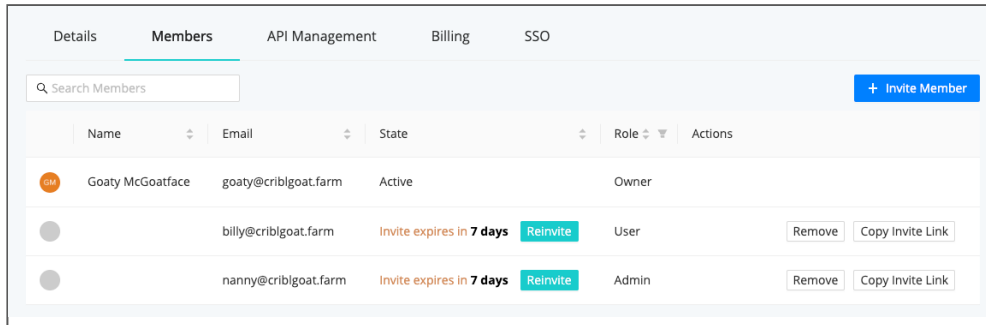 Details Members API Management Billing SSO
Search Members + Invite Member
Name Email State Role Actions
GM Goaty McGoatface goaty@criblgoat.farm Active Owner
billy@criblgoat.farm Invite expires in 7 days Reinvite User Remove Copy Invite Link
nanny@criblgoat.farm Invite expires in 7 days Reinvite Admin Remove Copy Invite Link